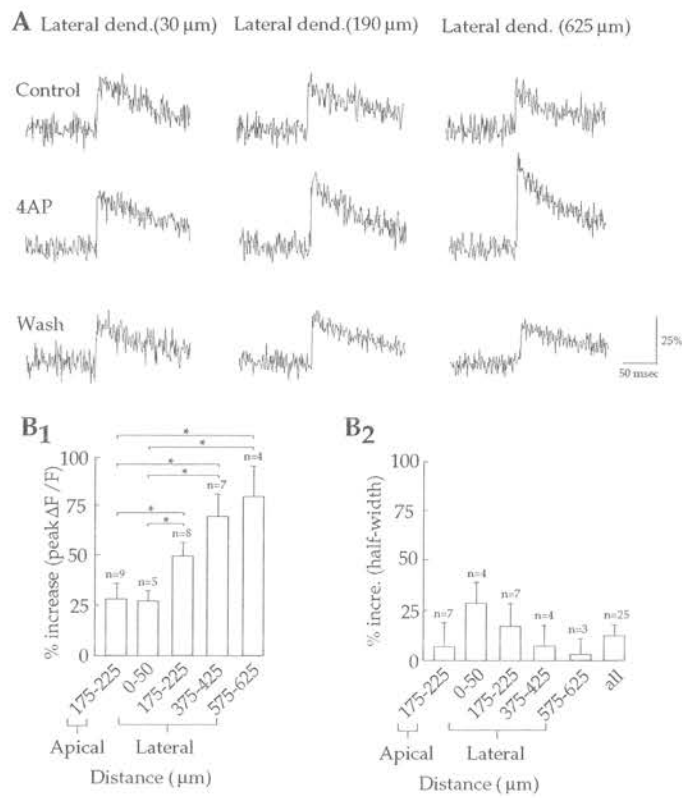 A Lateral dend.(30 µm) Lateral dend.(190 µm) Lateral dend. (625 µm)
Control
4AP
Wash
25%
50 msec
B1
% increase (peak ΔF/F)
100
75
50
25
0
n=9
n=5
n=8
n=7
n=4
*
*
*
*
*
*
175-225
0-50
175-225
375-425
575-625
Apical
Lateral
Distance (µm)
B2
% incre. (half-width)
100
75
50
25
0
n=7
n=4
n=7
n=4
n=3
n=25
175-225
0-50
175-225
375-425
575-625
all
Apical
Lateral
Distance (µm)